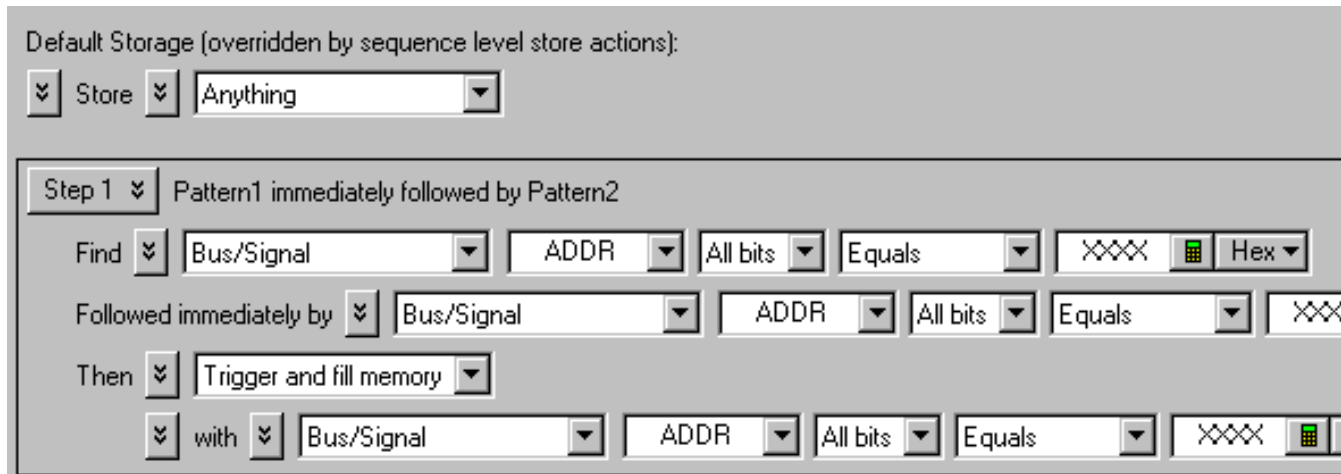 Default Storage (overridden by sequence level store actions):
Store Anything
Step 1 Pattern1 immediately followed by Pattern2
Find Bus/Signal ADDR All bits Equals XXXX Hex
Followed immediately by Bus/Signal ADDR All bits Equals XXX
Then Trigger and fill memory
with Bus/Signal ADDR All bits Equals XXXX